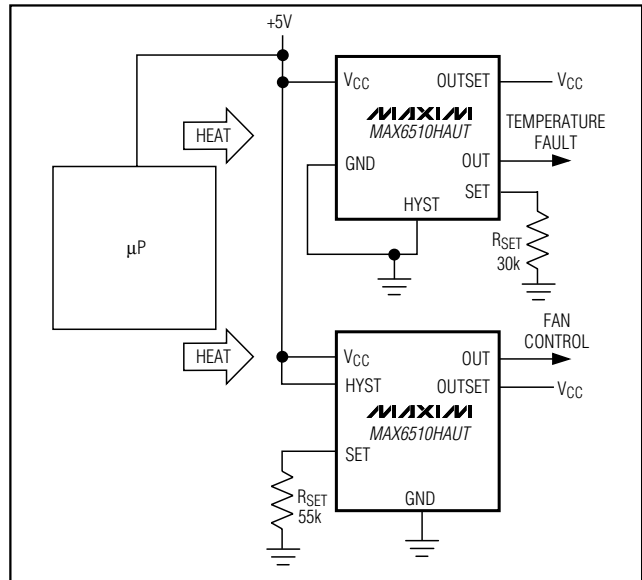 +5V
VCC
OUTSET
VCC
HEAT
MAXIM
MAX6510HAUT
TEMPERATURE
FAULT
GND
OUT
SET
HYST
RSET
30k
µP
FAN
CONTROL
HEAT
VCC
OUT
HYST
OUTSET
VCC
MAXIM
MAX6510HAUT
SET
RSET
55k
GND